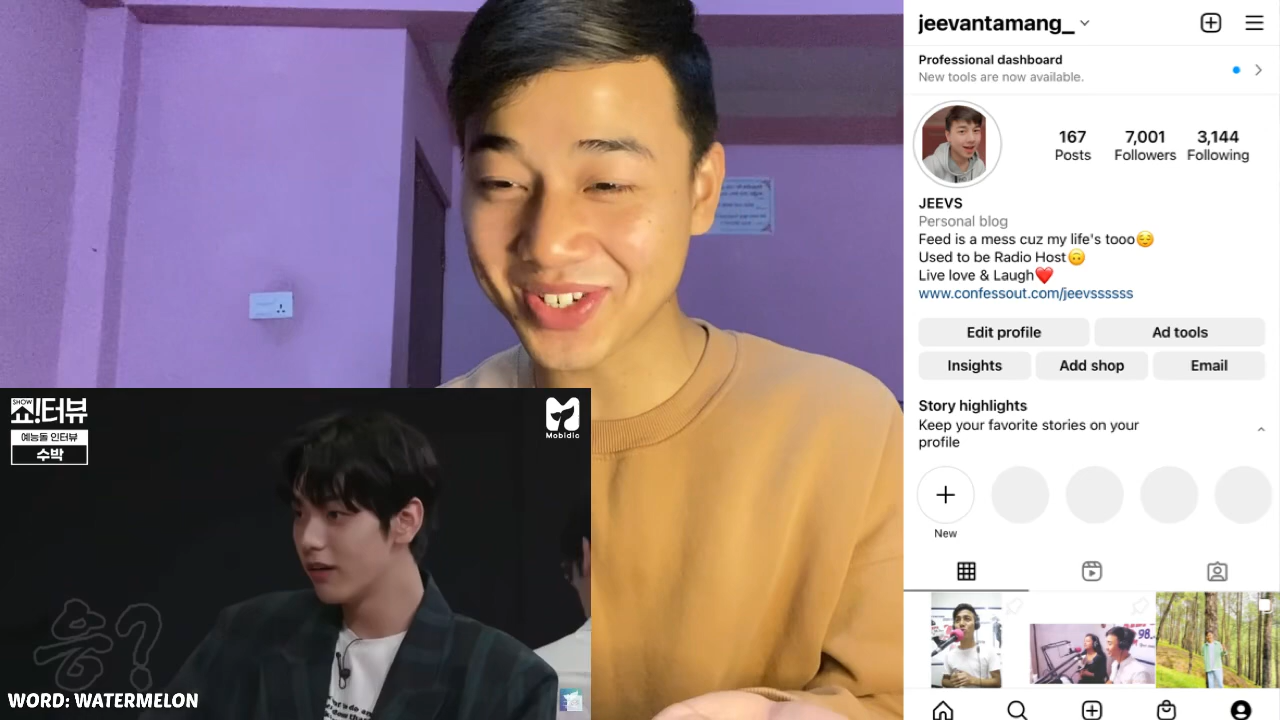 jeevantamang_
Professional dashboard
New tools are now available.
167
Posts
7,001
Followers
3,144
Following
JEEVS
Personal blog
Feed is a mess cuz my life's tooo😌
Used to be Radio Host🙃
Live love & Laugh❤️
www.confessout.com/jeevssssss
Edit profile
Ad tools
Insights
Add shop
Email
Story highlights
Keep your favorite stories on your
profile
New
98.
SHOW
쇼!터뷰
예능돌 인터뷰
수박
Mobidic
응?
WORD: WATERMELON